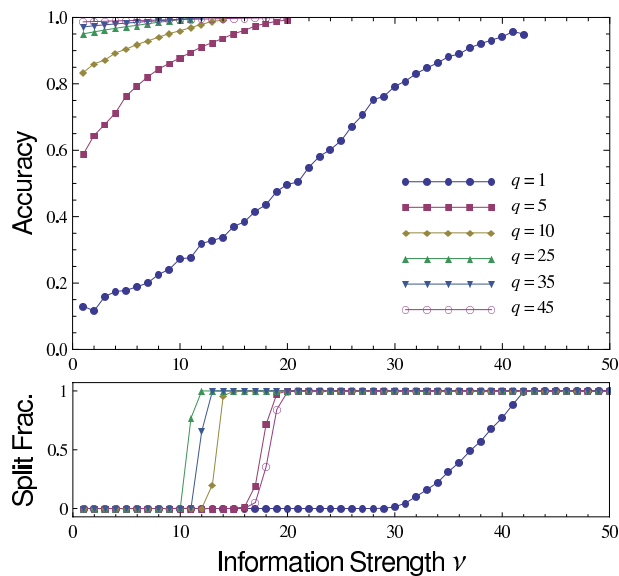 1.0
0.8
0.6
0.4
0.2
0.0
Accuracy
q = 1
q = 5
q = 10
q = 25
q = 35
q = 45
0 10 20 30 40 50
1
0.5
0
Split Frac.
0 10 20 30 40 50
Information Strength ν